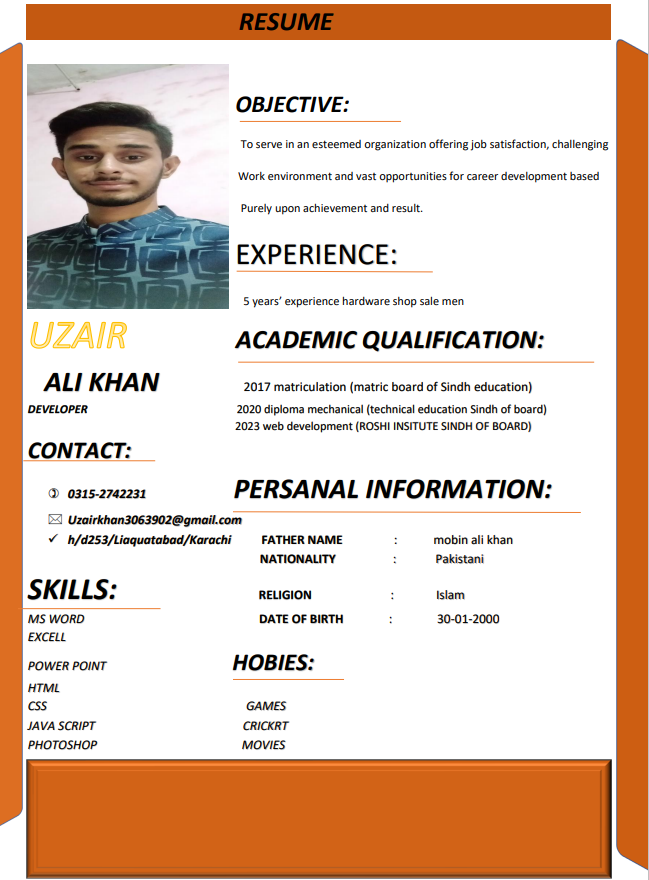 RESUME
OBJECTIVE:
To serve in an esteemed organization offering job satisfaction, challenging
Work environment and vast opportunities for career development based
Purely upon achievement and result.
EXPERIENCE:
5 years' experience hardware shop sale men
UZAIR
ALI KHAN
DEVELOPER
CONTACT:
0315-2742231
Uzairkhan3063902@gmail.com
h/d253/Liaquatabad/Karachi
SKILLS:
MS WORD
EXCELL
POWER POINT
HTML
CSS
JAVA SCRIPT
PHOTOSHOP
ACADEMIC QUALIFICATION:
2017 matriculation (matric board of Sindh education)
2020 diploma mechanical (technical education Sindh of board)
2023 web development (ROSHI INSITUTE SINDH OF BOARD)
PERSANAL INFORMATION:
FATHER NAME : mobin ali khan
NATIONALITY : Pakistani
RELIGION : Islam
DATE OF BIRTH : 30-01-2000
HOBIES:
GAMES
CRICKRT
MOVIES